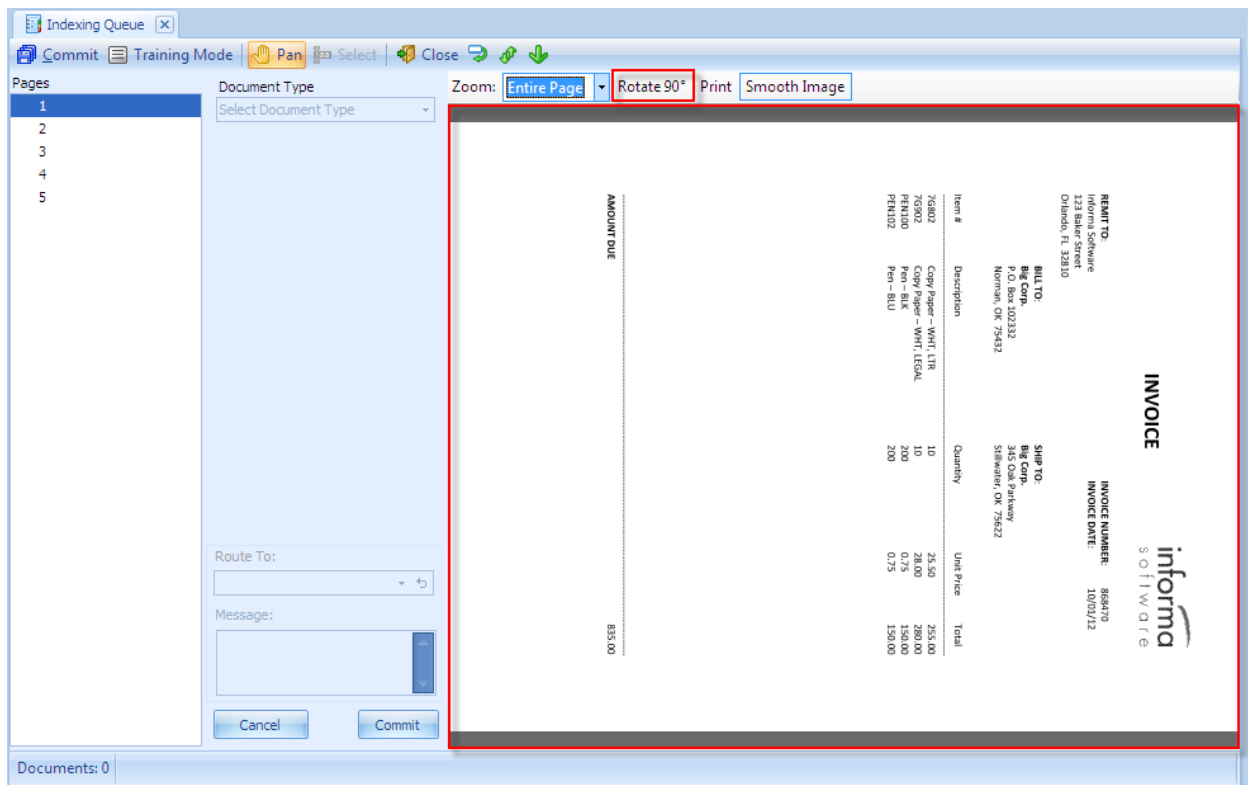 Indexing Queue
Commit Training Mode Pan Select Close
Pages
1
2
3
4
5
Document Type
Select Document Type
Route To:
Message:
Cancel Commit
Zoom: Entire Page Rotate 90° Print Smooth Image
informa
software
INVOICE
INVOICE NUMBER: 868470
INVOICE DATE: 10/01/12
REMIT TO:
Informa Software
123 Baker Street
Orlando, FL 32810
BILL TO:
Big Corp.
P.O. Box 102332
Norman, OK 75432
SHIP TO:
Big Corp.
345 Oak Parkway
Stillwater, OK 75622
Item # Description Quantity Unit Price Total
7G802 Copy Paper – WHT, LTR 10 25.50 255.00
7G902 Copy Paper – WHT, LEGAL 10 28.00 280.00
PEN100 Pen – BLK 200 0.75 150.00
PEN102 Pen – BLU 200 0.75 150.00
AMOUNT DUE 835.00
Documents: 0